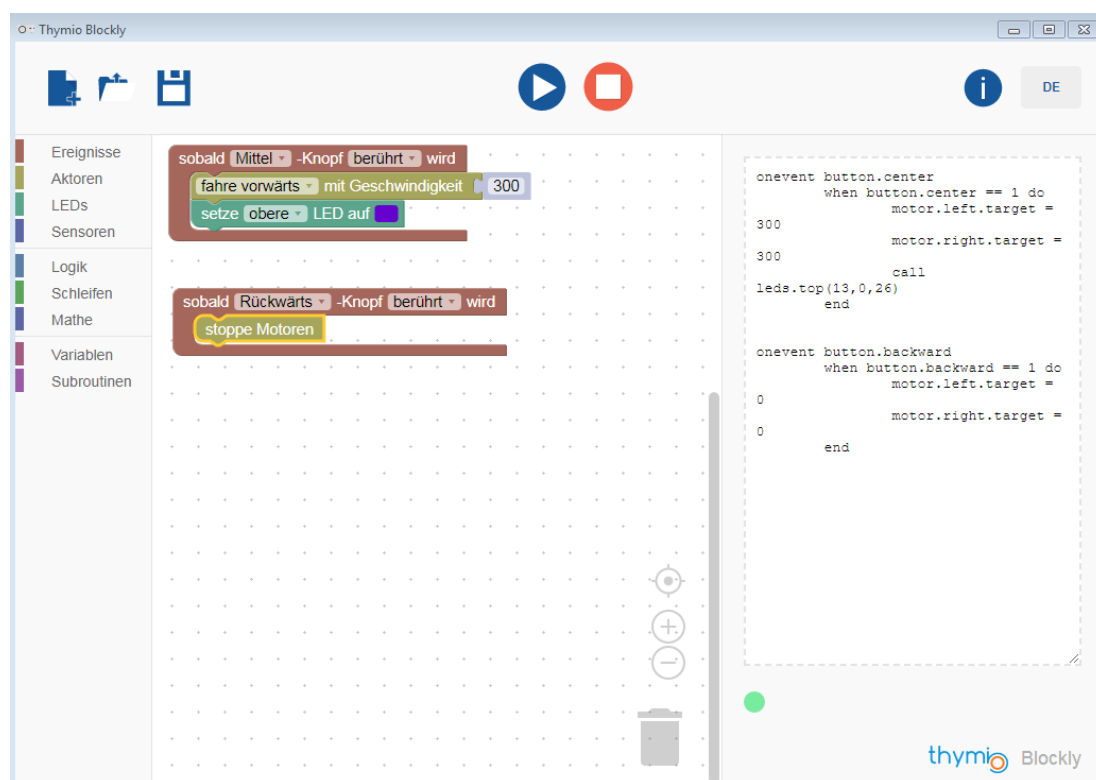 Thymio Blockly
DE
Ereignisse
Aktoren
LEDs
Sensoren
Logik
Schleifen
Mathe
Variablen
Subroutinen
sobald Mittel -Knopf berührt wird
fahre vorwärts mit Geschwindigkeit 300
setze obere LED auf
sobald Rückwärts -Knopf berührt wird
stoppe Motoren
onevent button.center
when button.center == 1 do
motor.left.target =
300
motor.right.target =
300
call
leds.top(13,0,26)
end
onevent button.backward
when button.backward == 1 do
motor.left.target =
0
motor.right.target =
0
end
thymio Blockly